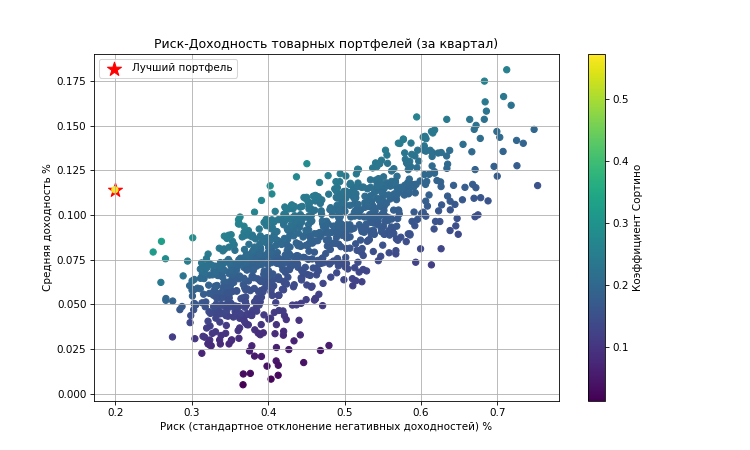 Риск-Доходность товарных портфелей (за квартал)
Лучший портфель
Средняя доходность %
0.175
0.150
0.125
0.100
0.075
0.050
0.025
0.000
0.2 0.3 0.4 0.5 0.6 0.7
Риск (стандартное отклонение негативных доходностей) %
0.5
0.4
0.3
0.2
0.1
Коэффициент Сортино